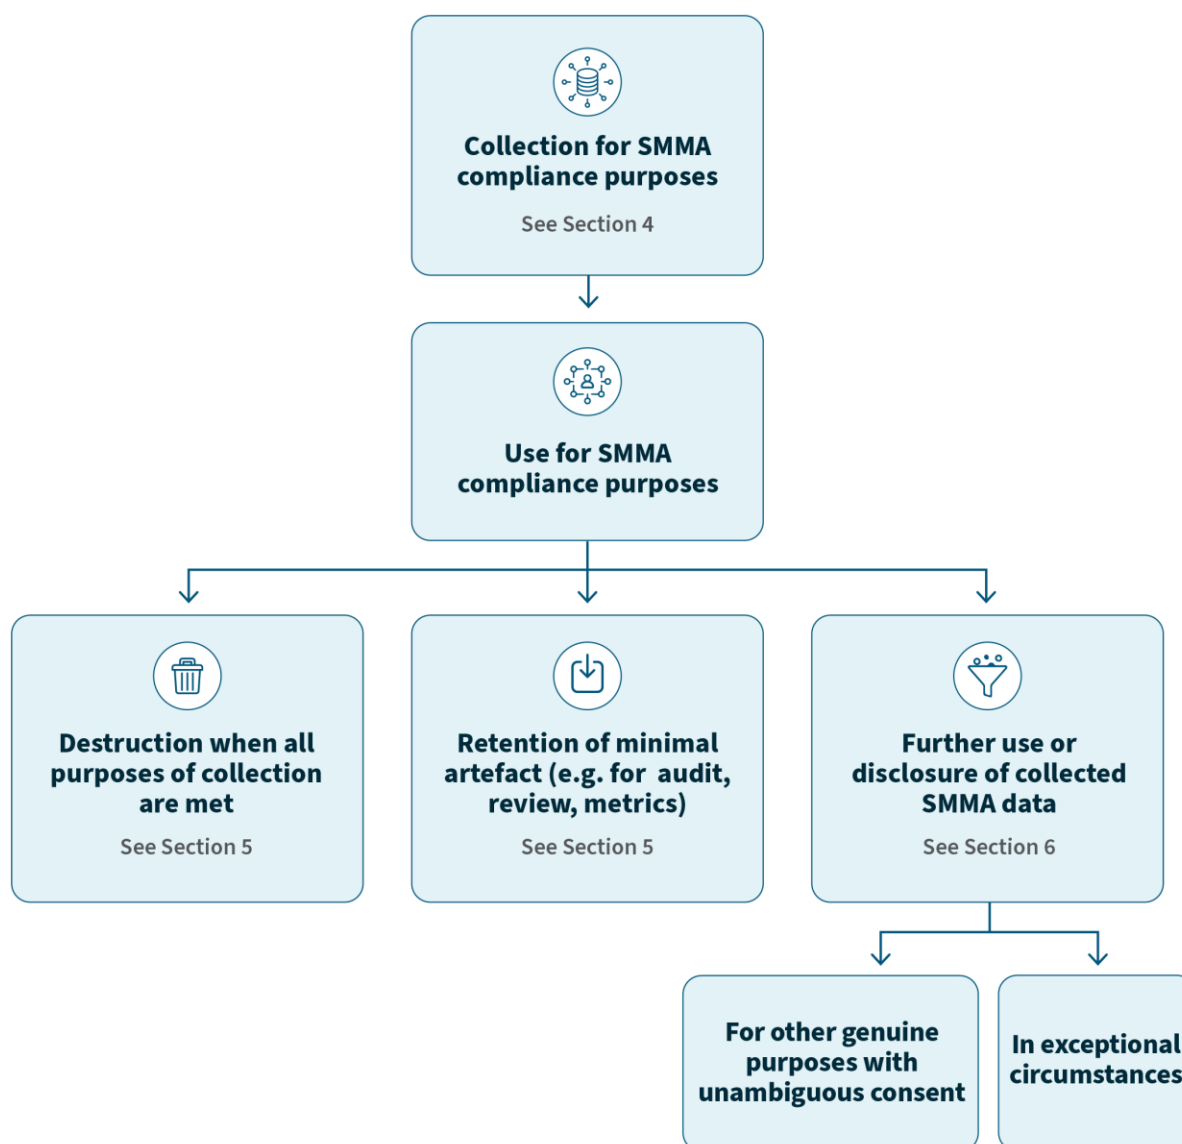 Collection for SMMA
compliance purposes
See Section 4
Use for SMMA
compliance purposes
Destruction when all
purposes of collection
are met
See Section 5
Retention of minimal
artefact (e.g. for audit,
review, metrics)
See Section 5
Further use or
disclosure of collected
SMMA data
See Section 6
For other genuine
purposes with
unambiguous consent
In exceptional
circumstances